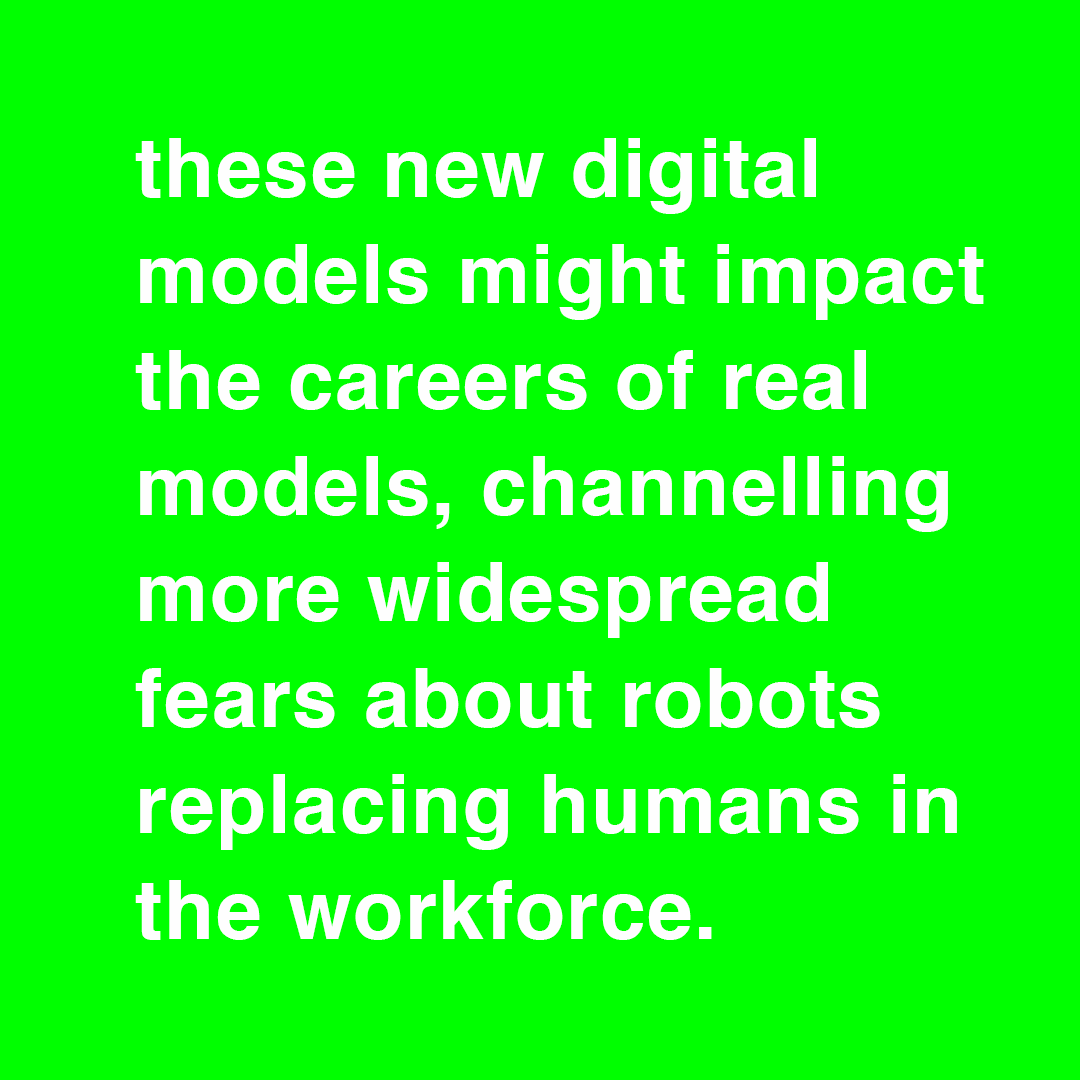 these new digital
models might impact
the careers of real
models, channelling
more widespread
fears about robots
replacing humans in
the workforce.